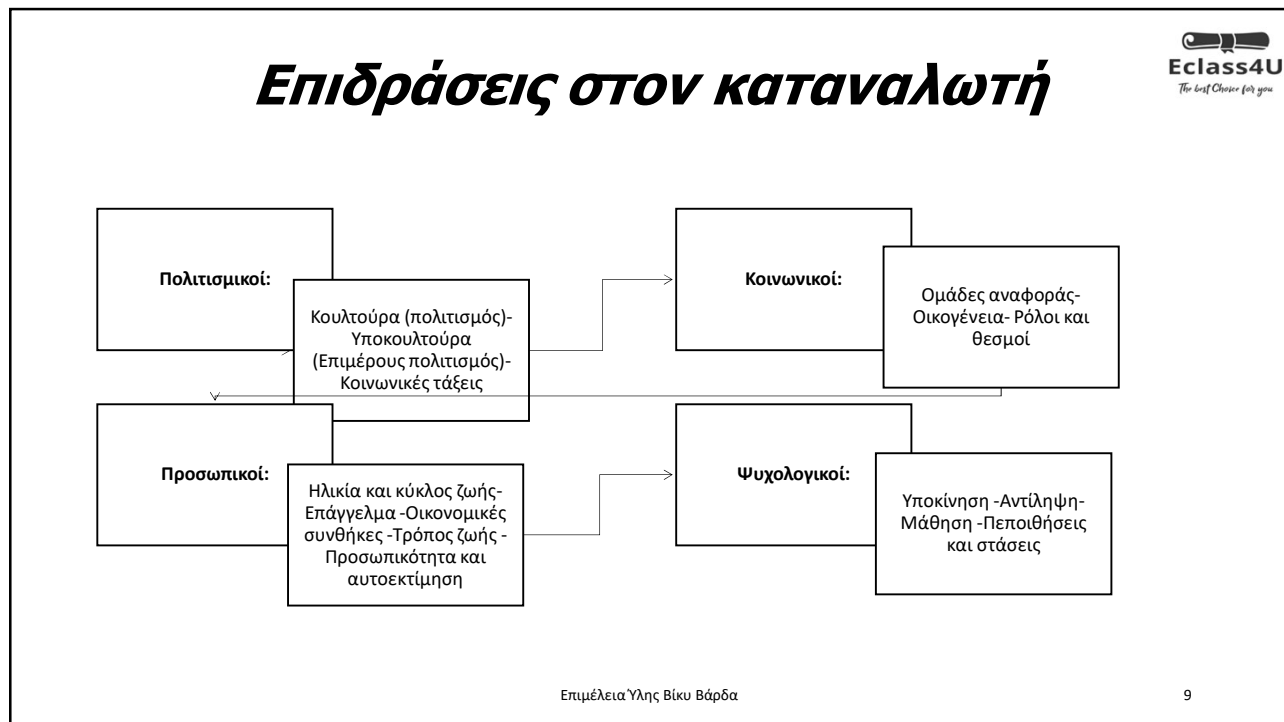 Επιδράσεις στον καταναλωτή
Eclass4U
The best Choice for you
Πολιτισμικοί:
Κουλτούρα (πολιτισμός)-
Υποκουλτούρα
(Επιμέρους πολιτισμός)-
Κοινωνικές τάξεις
Κοινωνικοί:
Ομάδες αναφοράς-
Οικογένεια- Ρόλοι και
θεσμοί
Προσωπικοί:
Ηλικία και κύκλος ζωής-
Επάγγελμα -Οικονομικές
συνθήκες -Τρόπος ζωής -
Προσωπικότητα και
αυτοεκτίμηση
Ψυχολογικοί:
Υποκίνηση -Αντίληψη-
Μάθηση -Πεποιθήσεις
και στάσεις
Επιμέλεια Ύλης Βίκυ Βάρδα
9